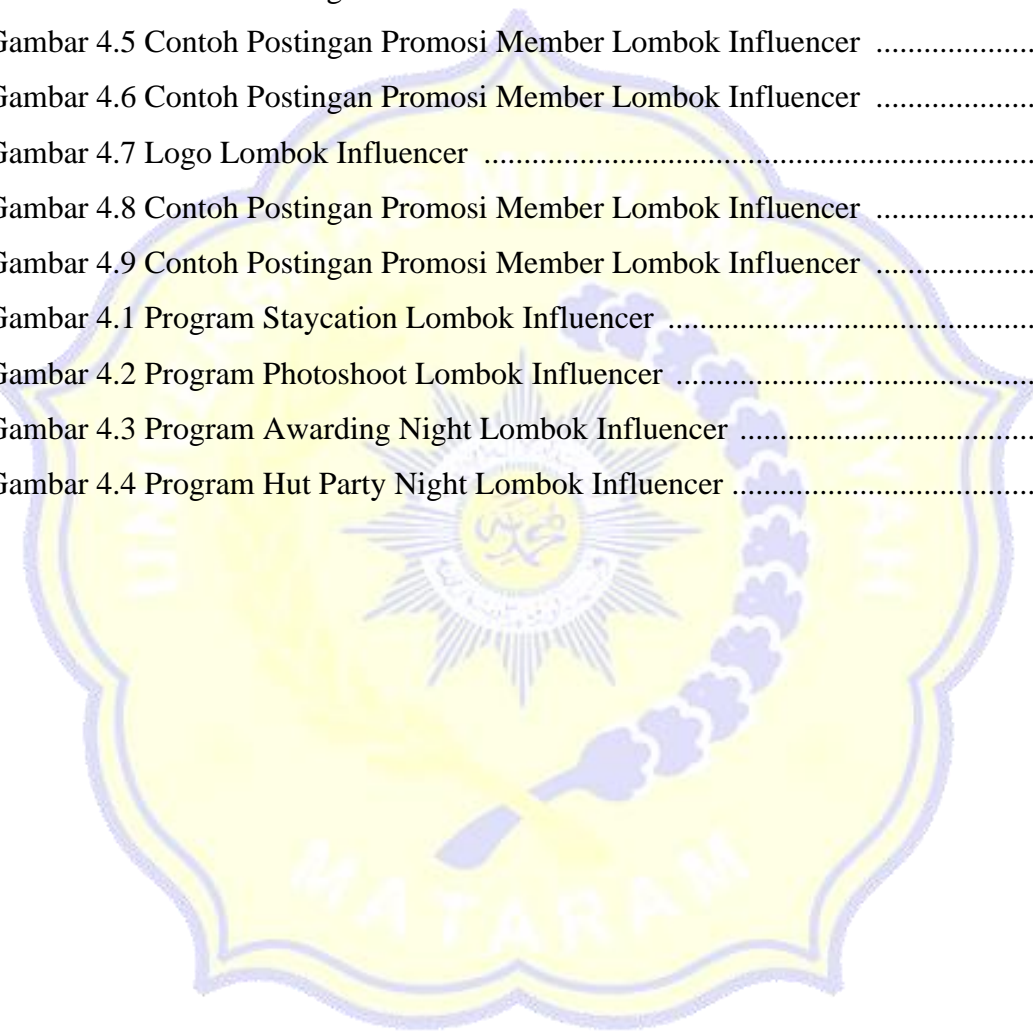 Gambar 4.5 Contoh Postingan Promosi Member Lombok Influencer ....................
Gambar 4.6 Contoh Postingan Promosi Member Lombok Influencer ....................
Gambar 4.7 Logo Lombok Influencer ......................................................................
Gambar 4.8 Contoh Postingan Promosi Member Lombok Influencer ....................
Gambar 4.9 Contoh Postingan Promosi Member Lombok Influencer ....................
Gambar 4.1 Program Staycation Lombok Influencer ..............................................
Gambar 4.2 Program Photoshoot Lombok Influencer .............................................
Gambar 4.3 Program Awarding Night Lombok Influencer ....................................
Gambar 4.4 Program Hut Party Night Lombok Influencer .....................................
UNIVERSITAS MUHAMMADIYAH
MATARAM